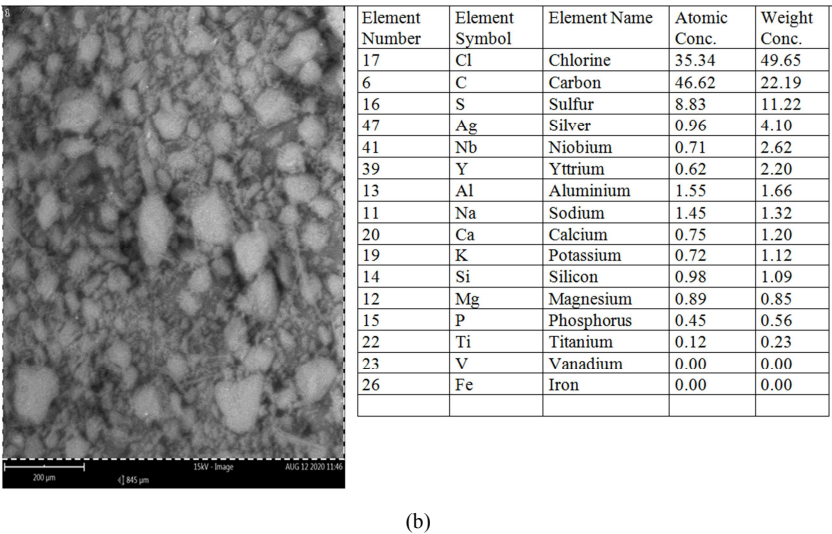 Element Number Element Symbol Element Name Atomic Conc. Weight Conc.
17 Cl Chlorine 35.34 49.65
6 C Carbon 46.62 22.19
16 S Sulfur 8.83 11.22
47 Ag Silver 0.96 4.10
41 Nb Niobium 0.71 2.62
39 Y Yttrium 0.62 2.20
13 Al Aluminium 1.55 1.66
11 Na Sodium 1.45 1.32
20 Ca Calcium 0.75 1.20
19 K Potassium 0.72 1.12
14 Si Silicon 0.98 1.09
12 Mg Magnesium 0.89 0.85
15 P Phosphorus 0.45 0.56
22 Ti Titanium 0.12 0.23
23 V Vanadium 0.00 0.00
26 Fe Iron 0.00 0.00
15kV - Image AUG 12 2020 11:46
200 µm 845 µm
(b)